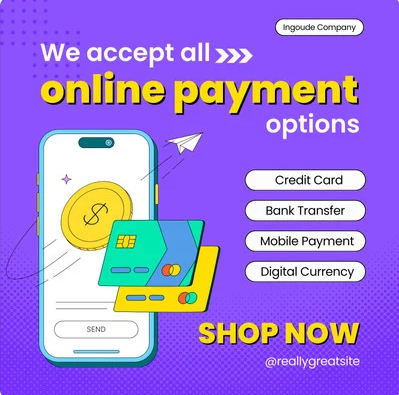 Ingoude Company
We accept all
online payment
options
Credit Card
Bank Transfer
Mobile Payment
Digital Currency
$
SEND
SHOP NOW
@reallygreatsite